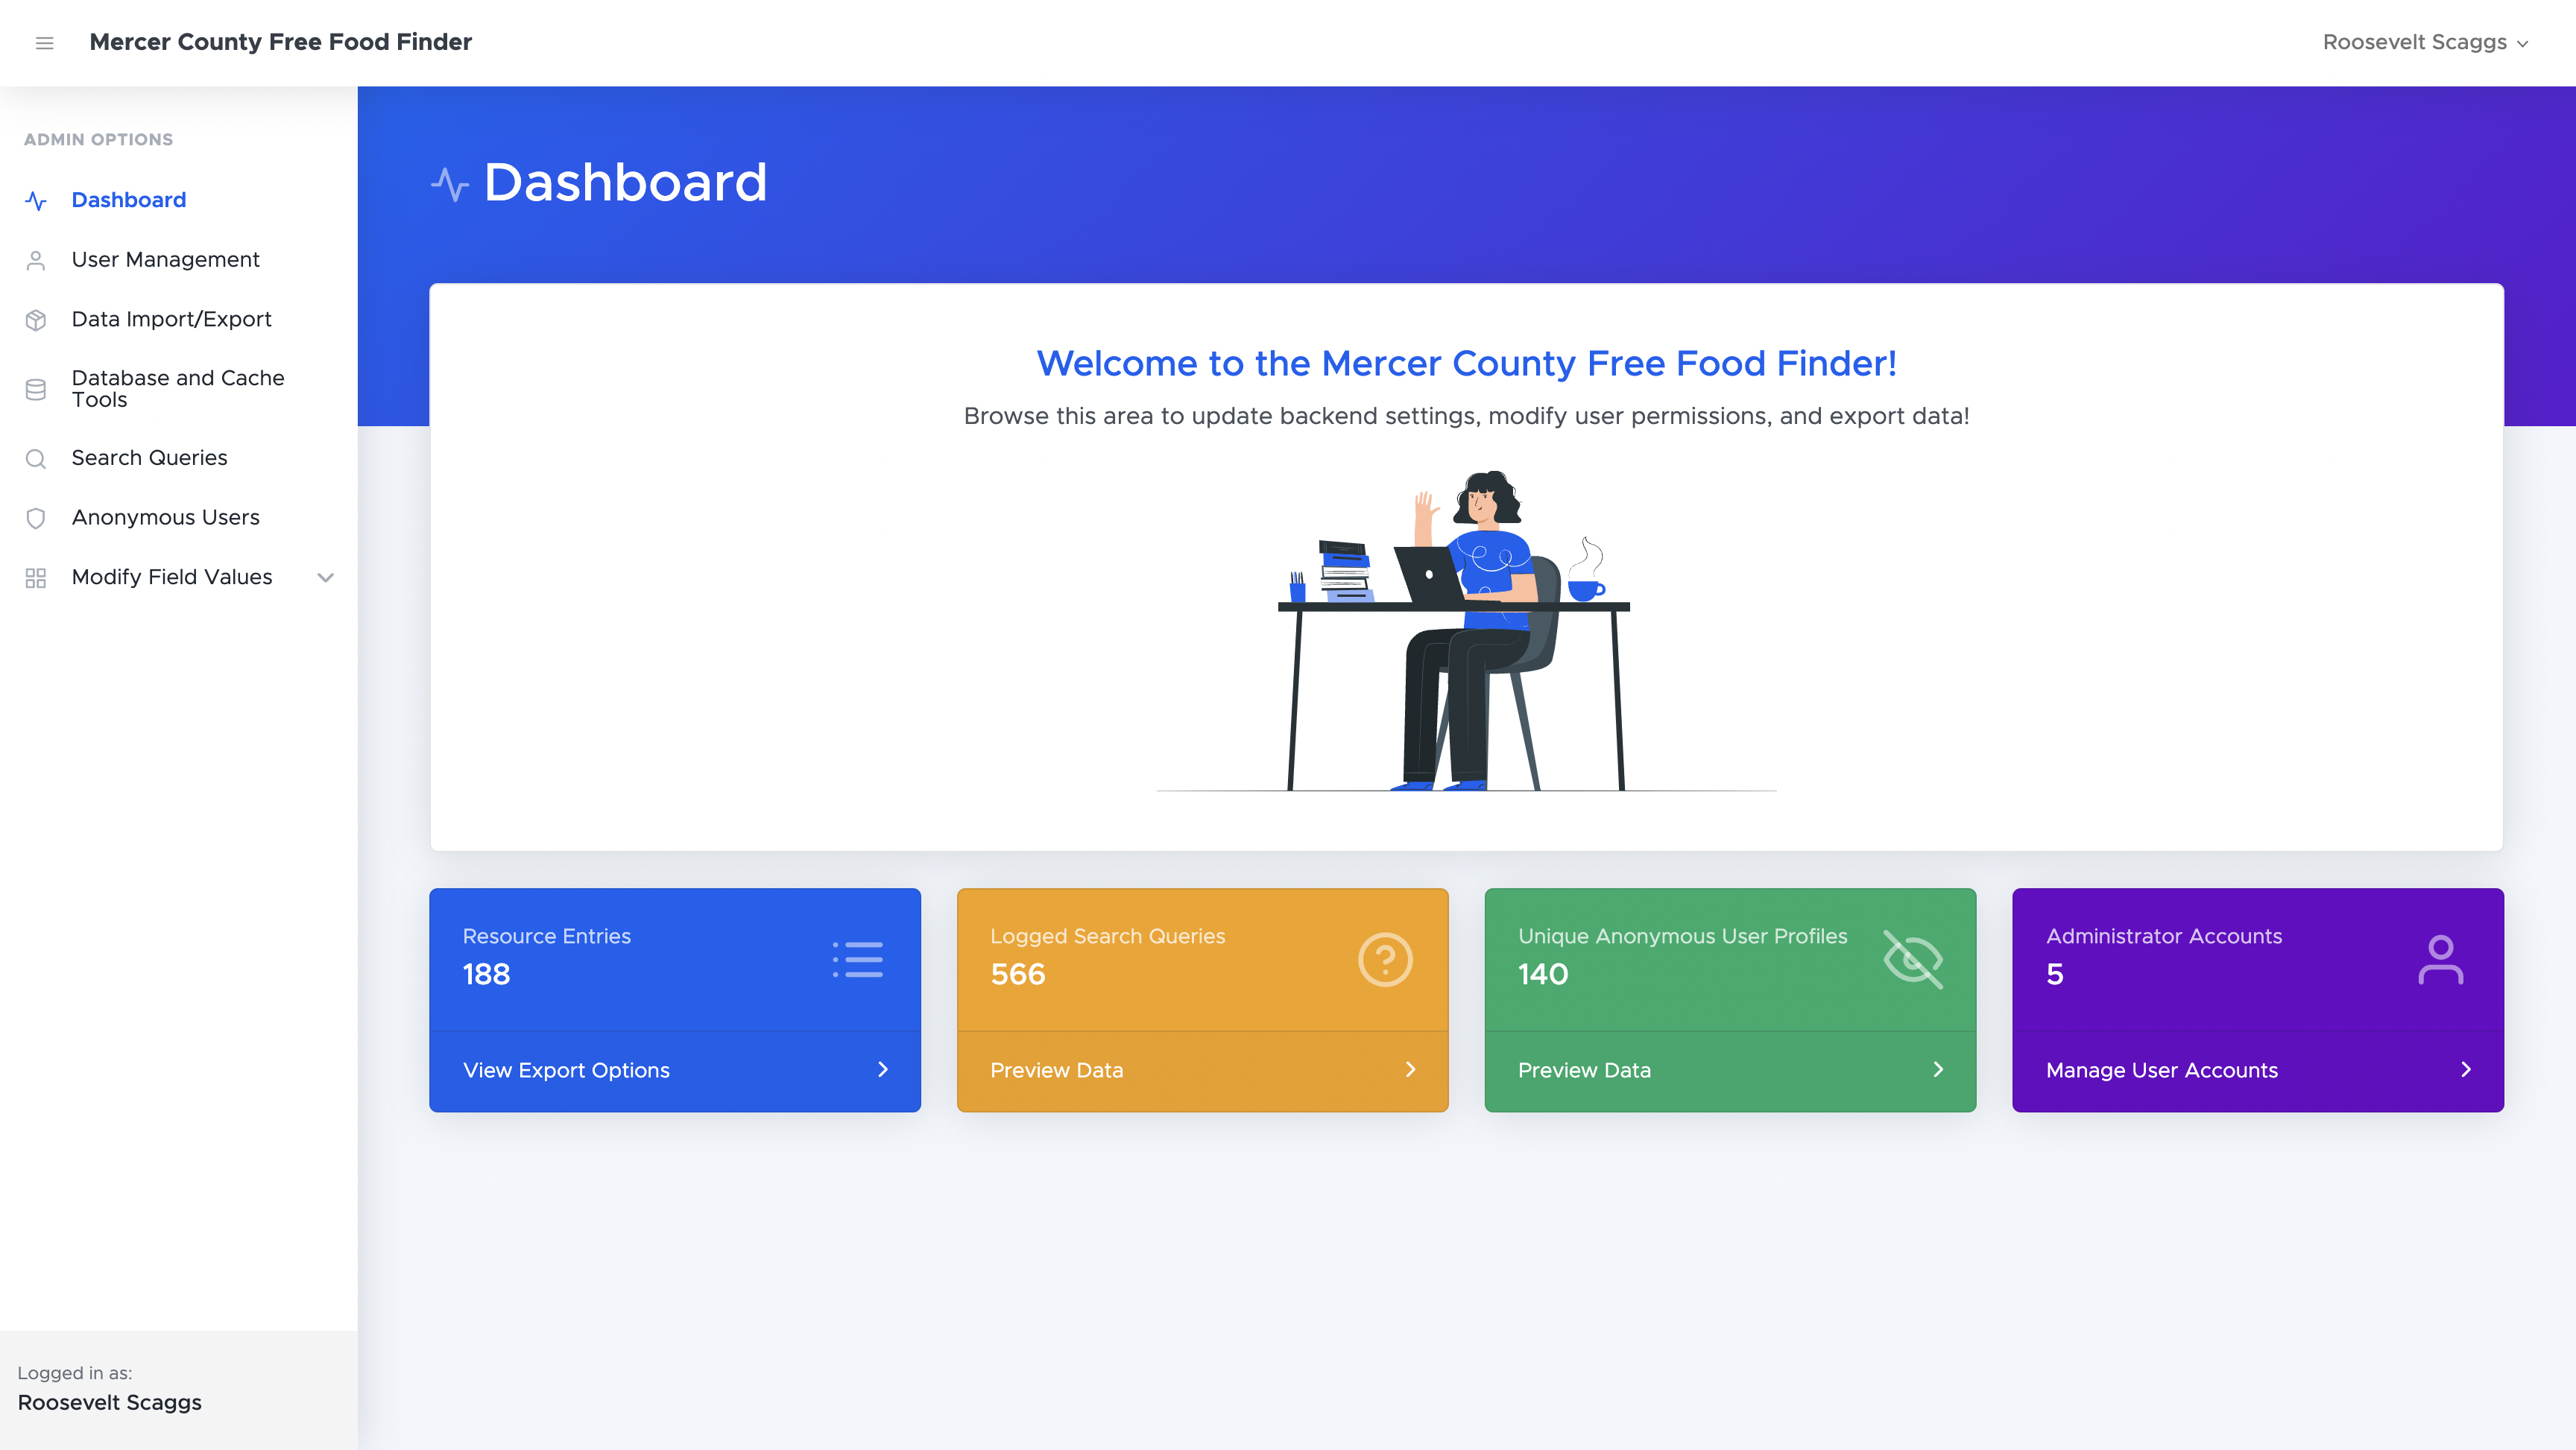 Mercer County Free Food Finder
Roosevelt Scaggs
ADMIN OPTIONS
Dashboard
User Management
Data Import/Export
Database and Cache
Tools
Search Queries
Anonymous Users
Modify Field Values
Logged in as:
Roosevelt Scaggs
Dashboard
Welcome to the Mercer County Free Food Finder!
Browse this area to update backend settings, modify user permissions, and export data!
Resource Entries
188
View Export Options
Logged Search Queries
566
Preview Data
Unique Anonymous User Profiles
140
Preview Data
Administrator Accounts
5
Manage User Accounts